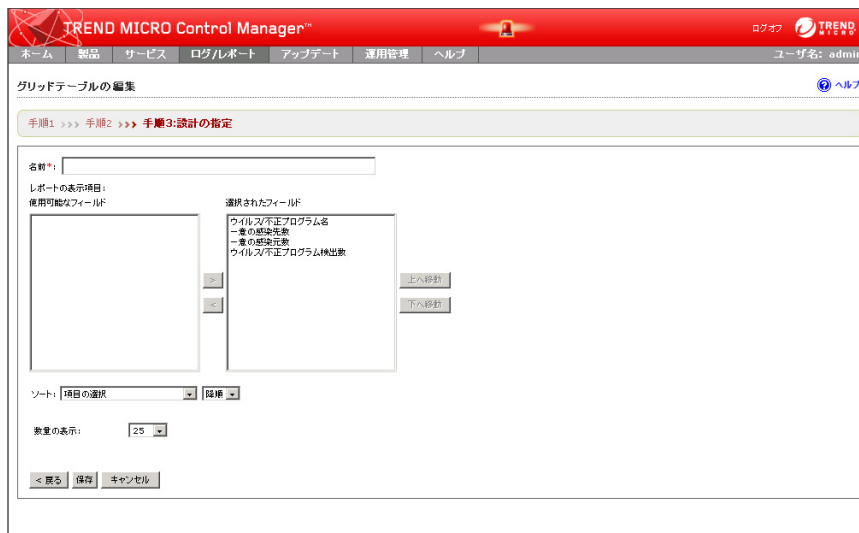 TREND MICRO Control Manager™
ログオフ
TREND
MICRO
ホーム 製品 サービス ログ/レポート アップデート 運用管理 ヘルプ
ユーザ名: admin
グリッドテーブルの編集
ヘルプ
手順1 >>> 手順2 >>> 手順3:設計の指定
名前*:
レポートの表示項目:
使用可能なフィールド 選択されたフィールド
ウイルス/不正プログラム名
一意の感染先数
一意の感染元数
ウイルス/不正プログラム検出数
> 上へ移動
< 下へ移動
ソート: 項目の選択 降順
数量の表示: 25
< 戻る 保存 キャンセル